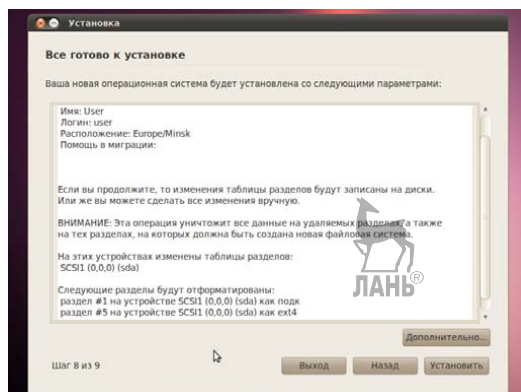 Установка
Все готово к установке
Ваша новая операционная система будет установлена со следующими параметрами:
Имя: User
Логин: user
Расположение: Europe/Minsk
Помощь в миграции:
Если вы продолжите, то изменения таблицы разделов будут записаны на диски.
Или же вы можете сделать все изменения вручную.
ВНИМАНИЕ: Эта операция уничтожит все данные на удаляемых разделах, а также
на тех разделах, на которых должна быть создана новая файловая система.
На этих устройствах изменены таблицы разделов:
SCSI1 (0,0,0) (sda)
Следующие разделы будут отформатированы:
раздел #1 на устройстве SCSI1 (0,0,0) (sda) как подк
раздел #5 на устройстве SCSI1 (0,0,0) (sda) как ext4
ЛАНЬ®
Дополнительно...
Шаг 8 из 9
Выход
Назад
Установить